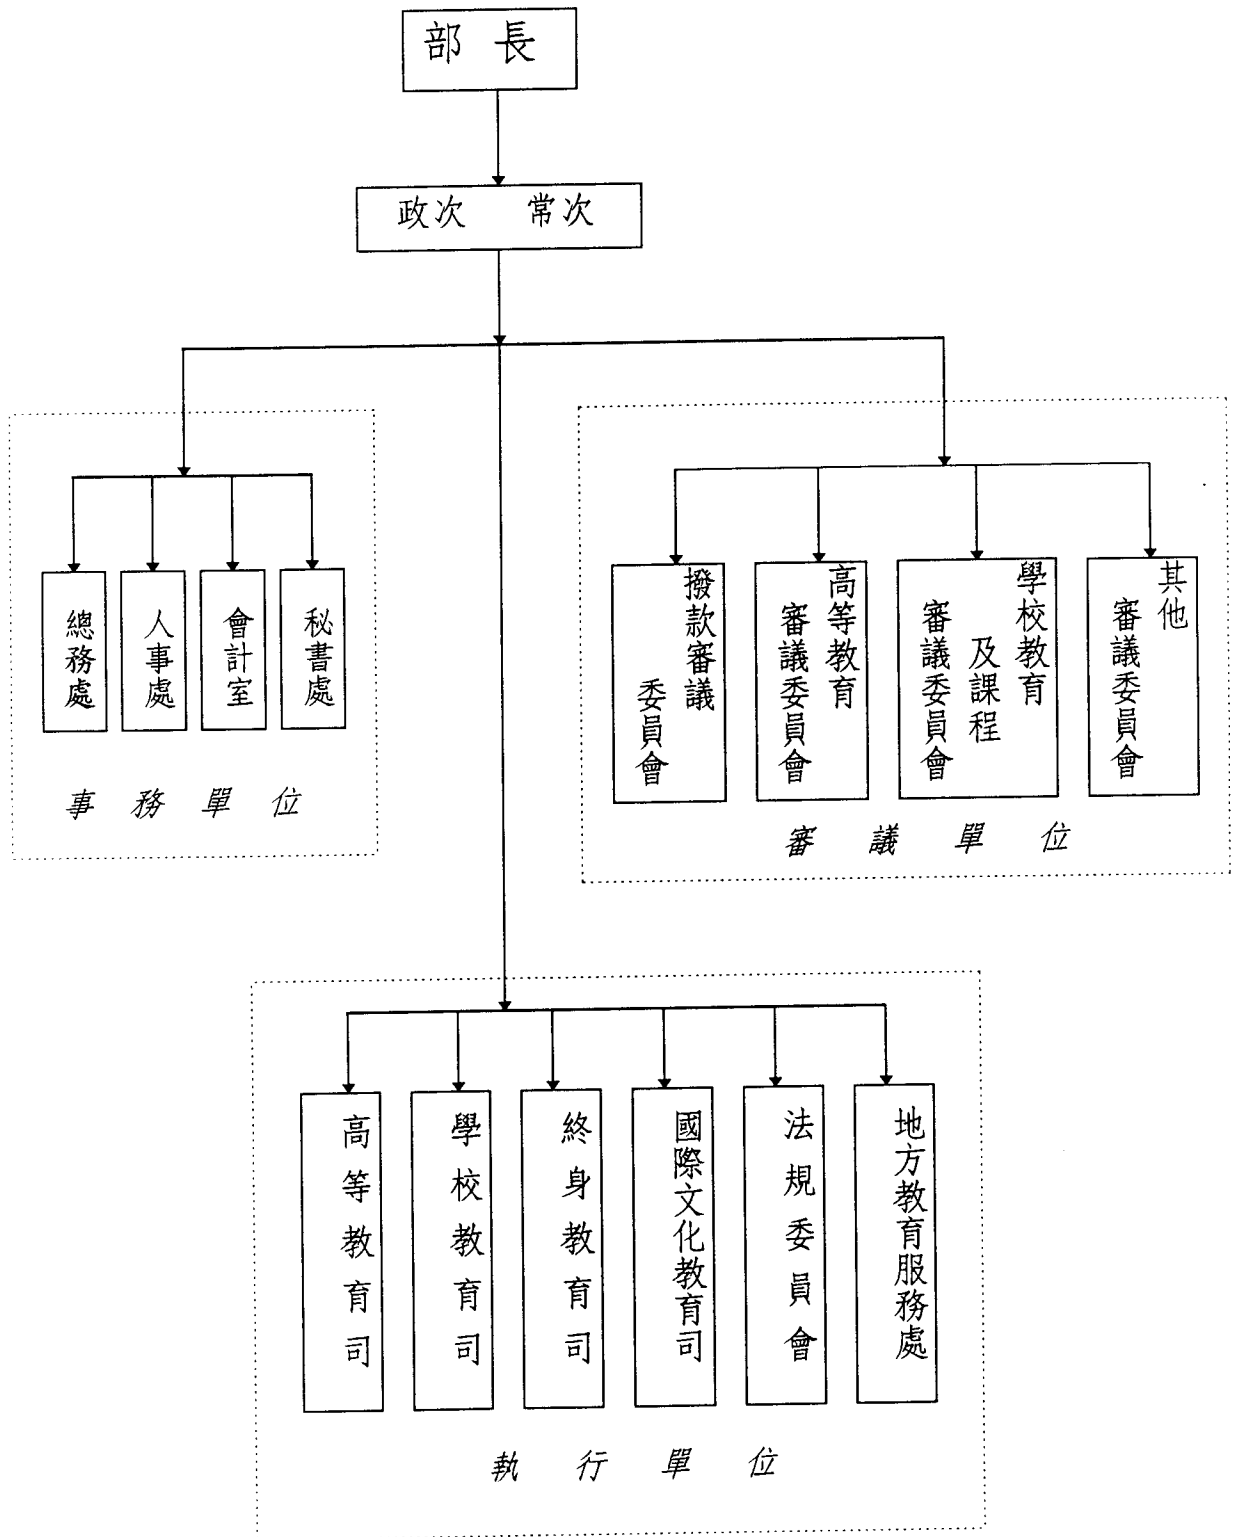 部長
政次 常次
總務處
人事處
會計室
秘書處
事務單位
撥款審議
委員會
高等教育
審議委員會
學校教育
及課程
審議委員會
其他
審議委員會
審議單位
高等教育司
學校教育司
終身教育司
國際文化教育司
法規委員會
地方教育服務處
執行單位